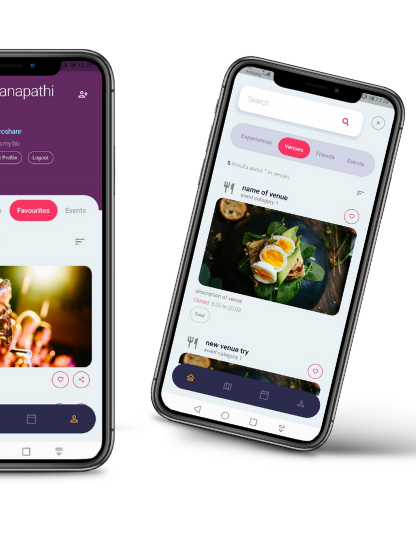 anapathi
roshanr
s my bio
t Profile
Logout
Favourites
Events
Search
Experiences
Venues
Friends
Events
5 Results about '' in venues
name of venue
event category 1
description of venue
Closed 8:00 to 20:00
Food
new venue try
event category 1